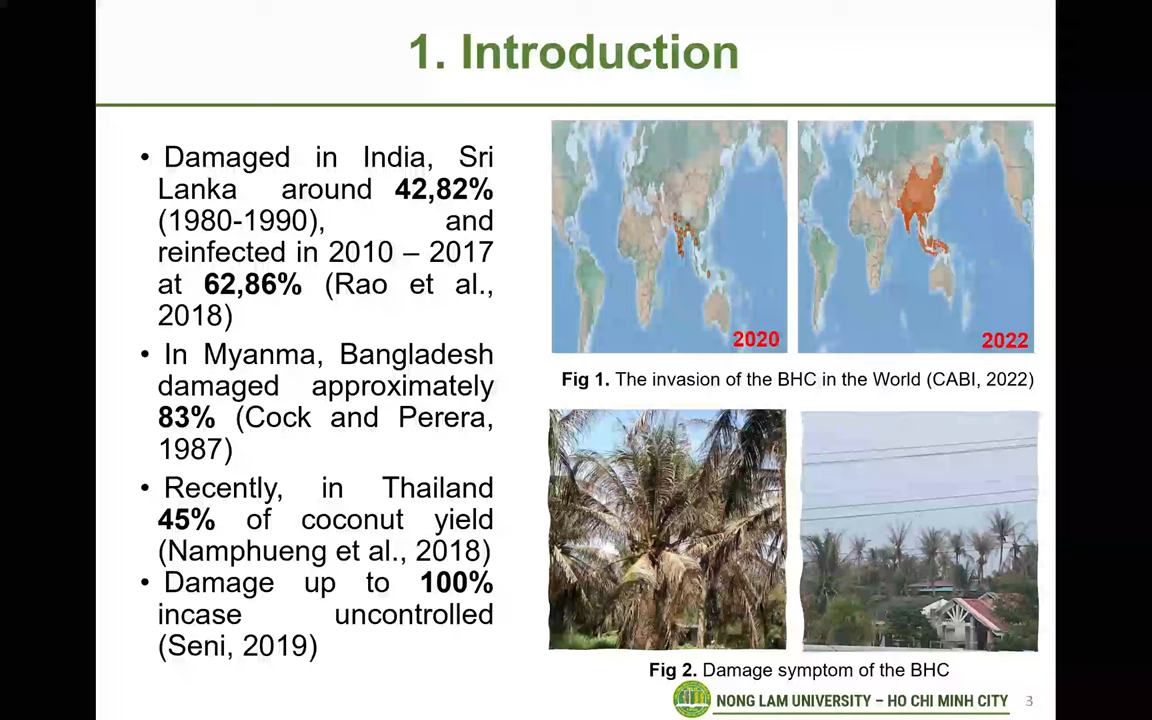 1. Introduction
• Damaged in India, Sri
Lanka around 42,82%
(1980-1990), and
reinfected in 2010 – 2017
at 62,86% (Rao et al.,
2018)
• In Myanma, Bangladesh
damaged approximately
83% (Cock and Perera,
1987)
• Recently, in Thailand
45% of coconut yield
(Namphueng et al., 2018)
• Damage up to 100%
incase uncontrolled
(Seni, 2019)
2020
2022
Fig 1. The invasion of the BHC in the World (CABI, 2022)
Fig 2. Damage symptom of the BHC
NONG LAM UNIVERSITY – HO CHI MINH CITY
3